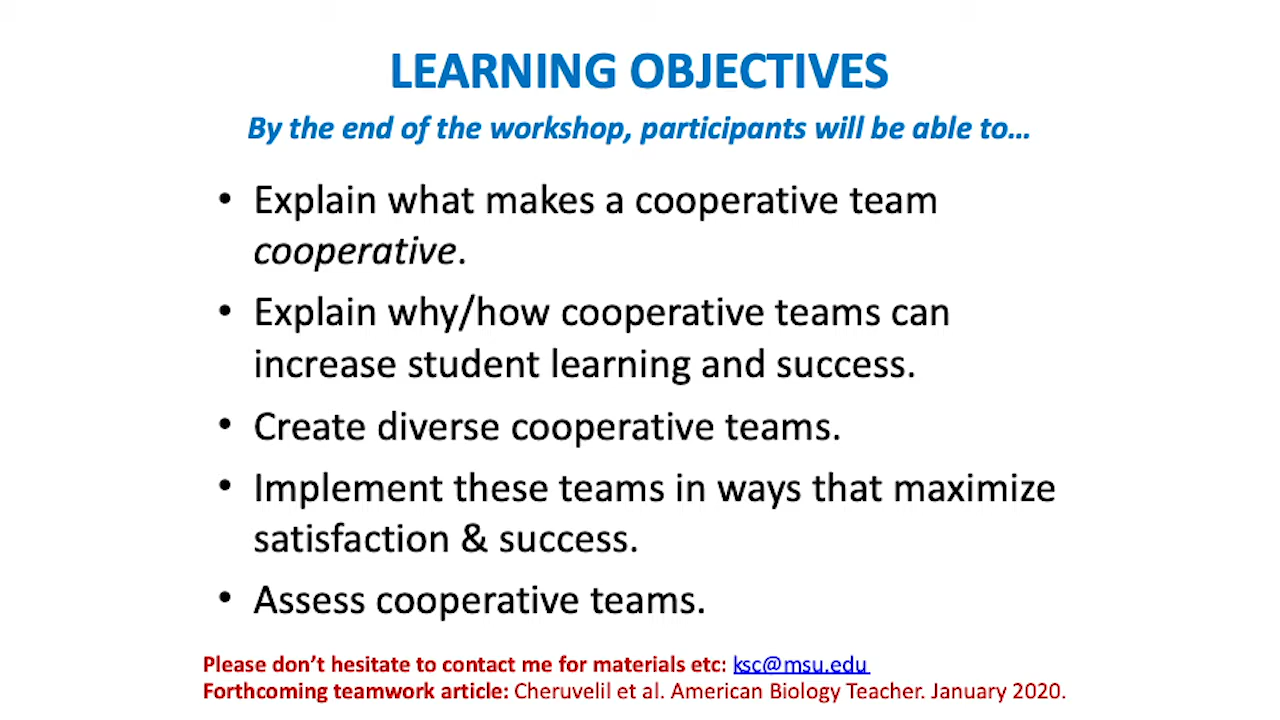 LEARNING OBJECTIVES
By the end of the workshop, participants will be able to…
• Explain what makes a cooperative team
cooperative.
• Explain why/how cooperative teams can
increase student learning and success.
• Create diverse cooperative teams.
• Implement these teams in ways that maximize
satisfaction & success.
• Assess cooperative teams.
Please don’t hesitate to contact me for materials etc: ksc@msu.edu
Forthcoming teamwork article: Cheruvelil et al. American Biology Teacher. January 2020.